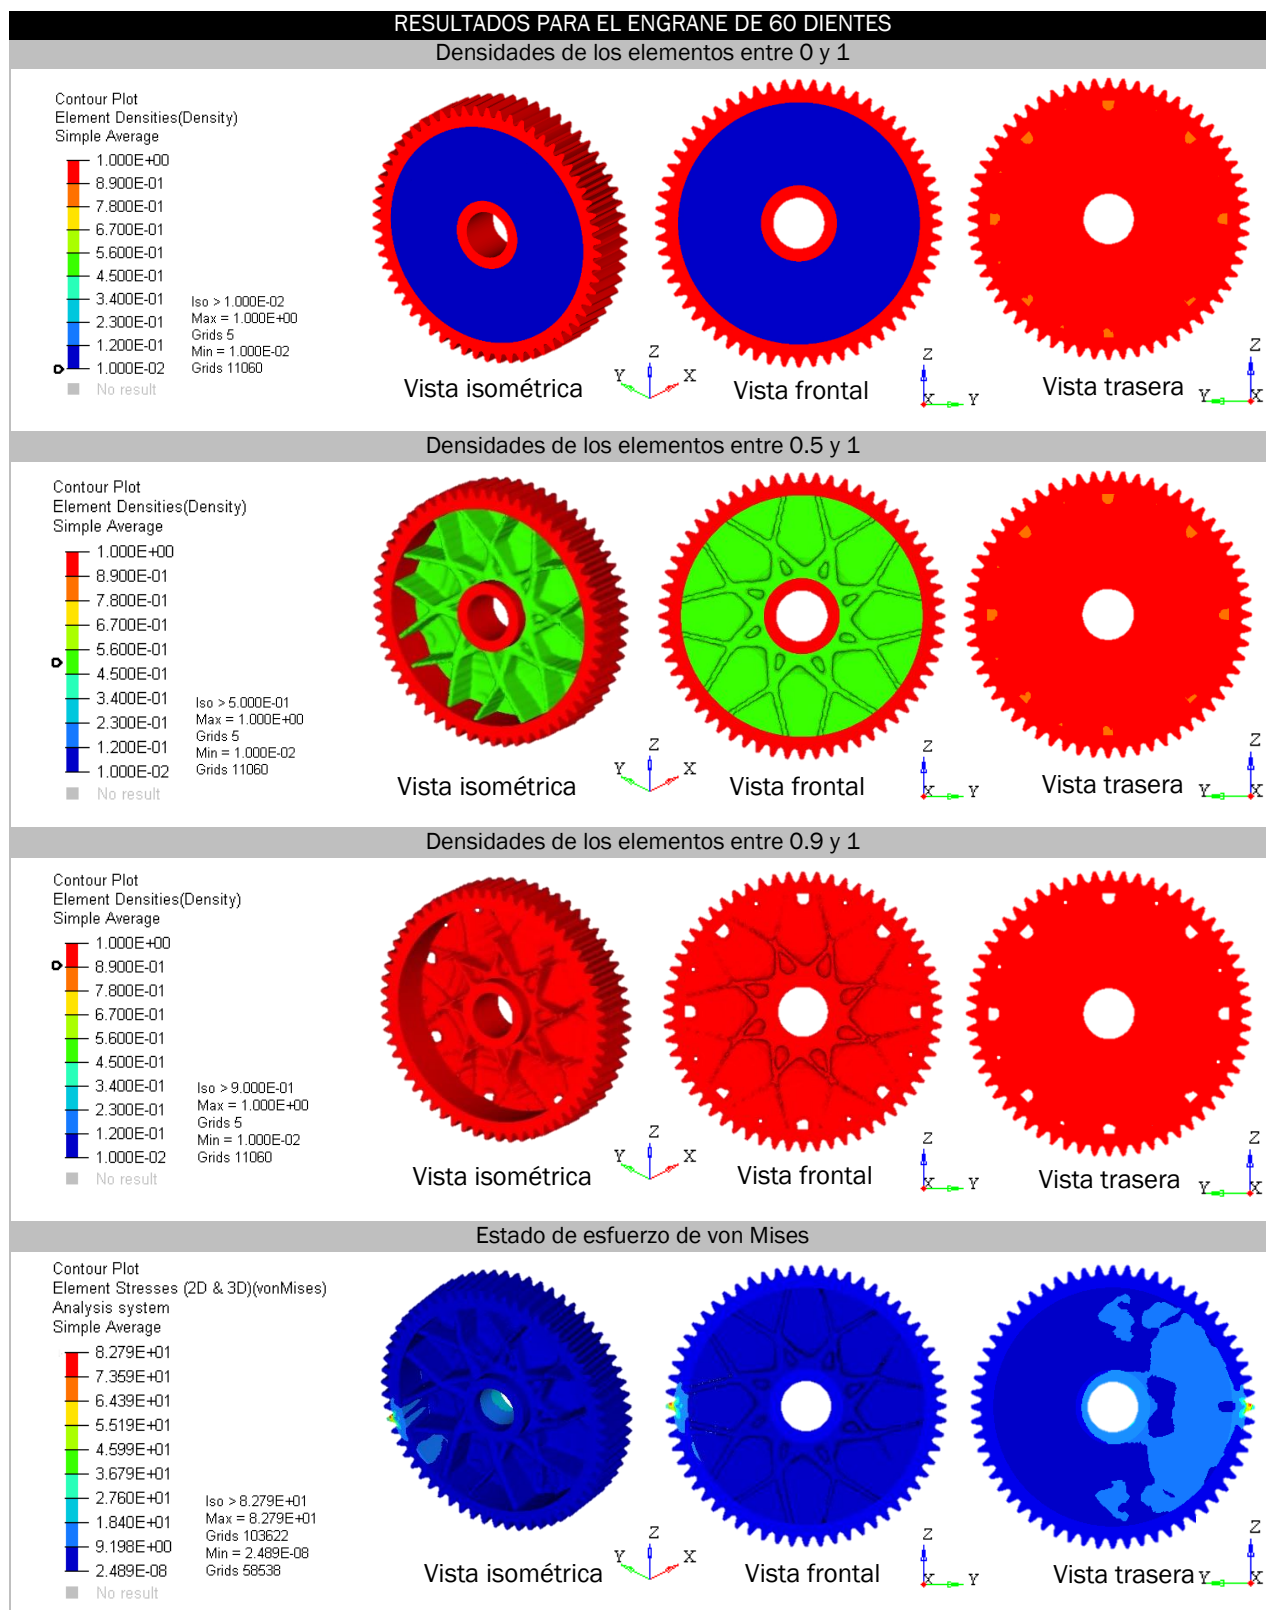 RESULTADOS PARA EL ENGRANE DE 60 DIENTES
Densidades de los elementos entre 0 y 1
Contour Plot
Element Densities(Density)
Simple Average
1.000E+00
8.900E-01
7.800E-01
6.700E-01
5.600E-01
4.500E-01
3.400E-01
2.300E-01
1.200E-01
1.000E-02
No result
Iso > 1.000E-02
Max = 1.000E+00
Grids 5
Min = 1.000E-02
Grids 11060
Vista isométrica
Z
Y
X
Vista frontal
Z
X
Y
Vista trasera
Z
Y
X
Densidades de los elementos entre 0.5 y 1
Contour Plot
Element Densities(Density)
Simple Average
1.000E+00
8.900E-01
7.800E-01
6.700E-01
5.600E-01
4.500E-01
3.400E-01
2.300E-01
1.200E-01
1.000E-02
No result
Iso > 5.000E-01
Max = 1.000E+00
Grids 5
Min = 1.000E-02
Grids 11060
Vista isométrica
Z
Y
X
Vista frontal
Z
X
Y
Vista trasera
Z
Y
X
Densidades de los elementos entre 0.9 y 1
Contour Plot
Element Densities(Density)
Simple Average
1.000E+00
8.900E-01
7.800E-01
6.700E-01
5.600E-01
4.500E-01
3.400E-01
2.300E-01
1.200E-01
1.000E-02
No result
Iso > 9.000E-01
Max = 1.000E+00
Grids 5
Min = 1.000E-02
Grids 11060
Vista isométrica
Z
Y
X
Vista frontal
Z
X
Y
Vista trasera
Z
Y
X
Estado de esfuerzo de von Mises
Contour Plot
Element Stresses (2D & 3D)(vonMises)
Analysis system
Simple Average
8.279E+01
7.359E+01
6.439E+01
5.519E+01
4.599E+01
3.679E+01
2.760E+01
1.840E+01
9.198E+00
2.489E-08
No result
Iso > 8.279E+01
Max = 8.279E+01
Grids 103622
Min = 2.489E-08
Grids 58538
Vista isométrica
Z
Y
X
Vista frontal
Z
X
Y
Vista trasera
Z
Y
X